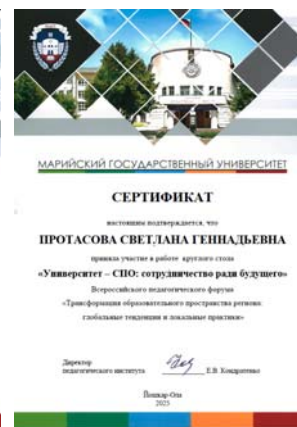 МАРИЙСКИЙ ГОСУДАРСТВЕННЫЙ УНИВЕРСИТЕТ
СЕРТИФИКАТ
настоящим подтверждается, что
ПРОТАСОВА СВЕТЛАНА ГЕННАДЬЕВНА
приняла участие в работе круглого стола
«Университет – СПО: сотрудничество ради будущего»
Всероссийского педагогического форума
«Трансформация образовательного пространства региона:
глобальные тенденции и локальные практики»
Директор
педагогического института
Е.В. Кондратенко
Йошкар-Ола
2025